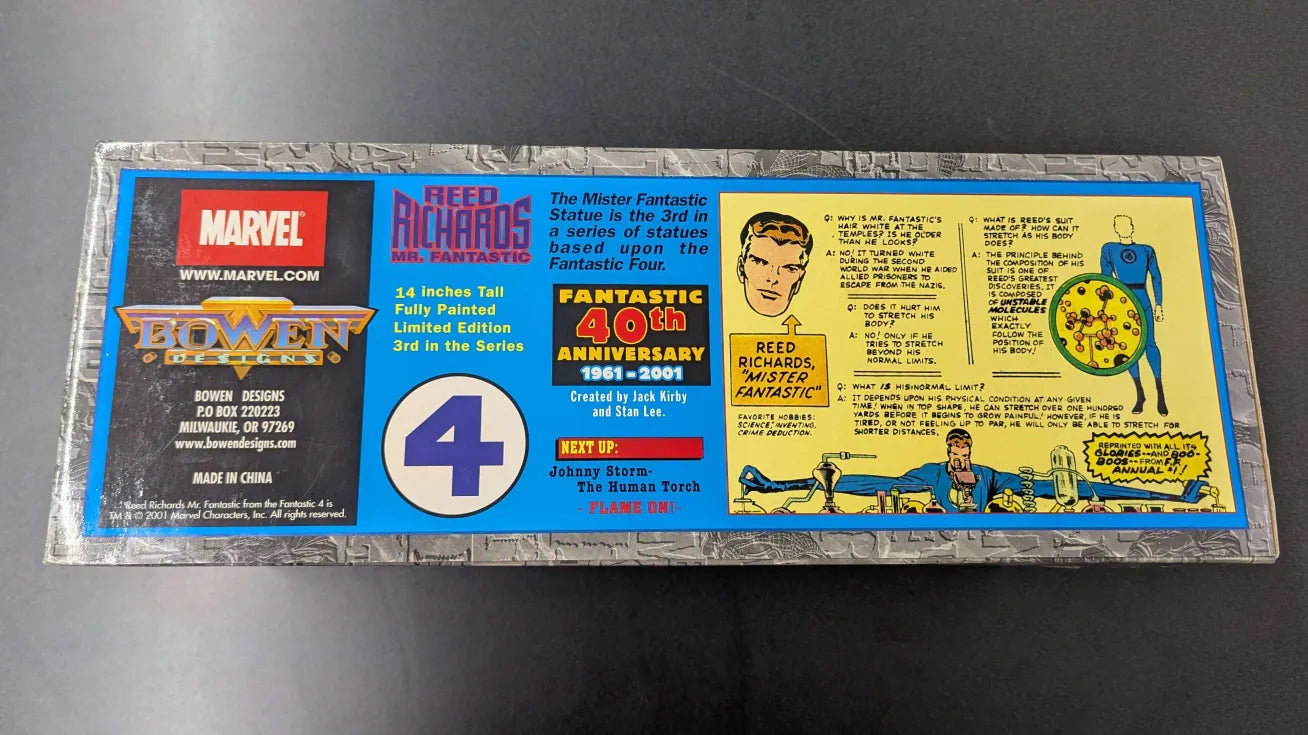 MARVEL®
WWW.MARVEL.COM
BOWEN
DESIGNS
BOWEN DESIGNS
P.O BOX 220223
MILWAUKIE, OR 97269
www.bowendesigns.com
MADE IN CHINA
Reed Richards Mr. Fantastic from the Fantastic 4 is
TM & © 2001 Marvel Characters, Inc. All rights reserved.
REED
RICHARDS
MR. FANTASTIC
14 inches Tall
Fully Painted
Limited Edition
3rd in the Series
4
The Mister Fantastic
Statue is the 3rd in
a series of statues
based upon the
Fantastic Four.
FANTASTIC
40th
ANNIVERSARY
1961-2001
Created by Jack Kirby
and Stan Lee.
NEXT UP:
Johnny Storm-
The Human Torch
- FLAME ON!-
REED
RICHARDS,
"MISTER
FANTASTIC"
FAVORITE HOBBIES:
SCIENCE, INVENTING,
CRIME DEDUCTION.
Q: WHY IS MR. FANTASTIC'S
HAIR WHITE AT THE
TEMPLES? IS HE OLDER
THAN HE LOOKS?
A: NO! IT TURNED WHITE
DURING THE SECOND
WORLD WAR WHEN HE AIDED
ALLIED PRISONERS TO
ESCAPE FROM THE NAZIS.
Q: DOES IT HURT HIM
TO STRETCH HIS
BODY?
A: NO! ONLY IF HE
TRIES TO STRETCH
BEYOND HIS
NORMAL LIMITS.
Q: WHAT IS REED'S SUIT
MADE OF? HOW CAN IT
STRETCH AS HIS BODY
DOES?
A: THE PRINCIPLE BEHIND
THE COMPOSITION OF HIS
SUIT IS ONE OF
REED'S GREATEST
DISCOVERIES. IT
IS COMPOSED
OF UNSTABLE
MOLECULES
WHICH
EXACTLY
FOLLOW THE
POSITION OF
HIS BODY!
Q: WHAT IS HIS NORMAL LIMIT?
A: IT DEPENDS UPON HIS PHYSICAL CONDITION AT ANY GIVEN
TIME! WHEN IN TOP SHAPE, HE CAN STRETCH OVER ONE HUNDRED
YARDS BEFORE IT BEGINS TO GROW PAINFUL! HOWEVER, IF HE IS
TIRED, OR NOT FEELING UP TO PAR, HE WILL ONLY BE ABLE TO STRETCH FOR
SHORTER DISTANCES.
REPRINTED WITH ALL ITS
GLORIES--AND BOO-
BOOS--FROM F.F.
ANNUAL #1!